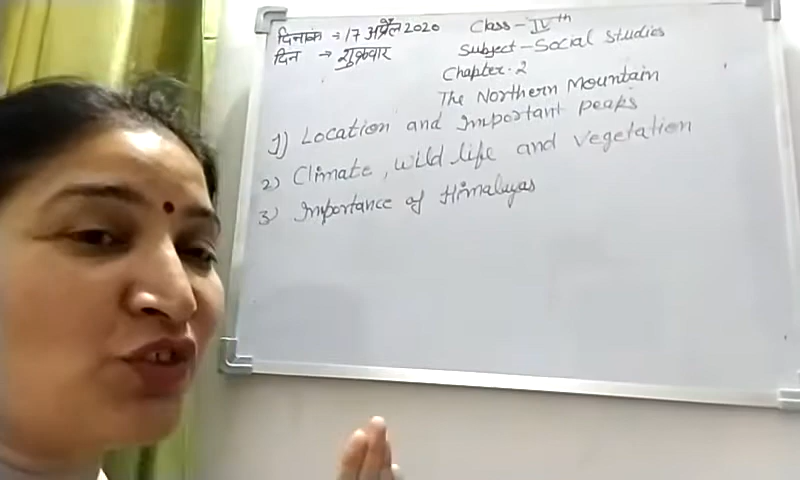 दिनांक → 17 अप्रैल 2020
दिन → शुक्रवार
Class - IVth
Subject - Social Studies
Chapter. 2
The Northern Mountain
1) Location and Important peaks
2) Climate, wild life and vegetation
3) Importance of Himalayas